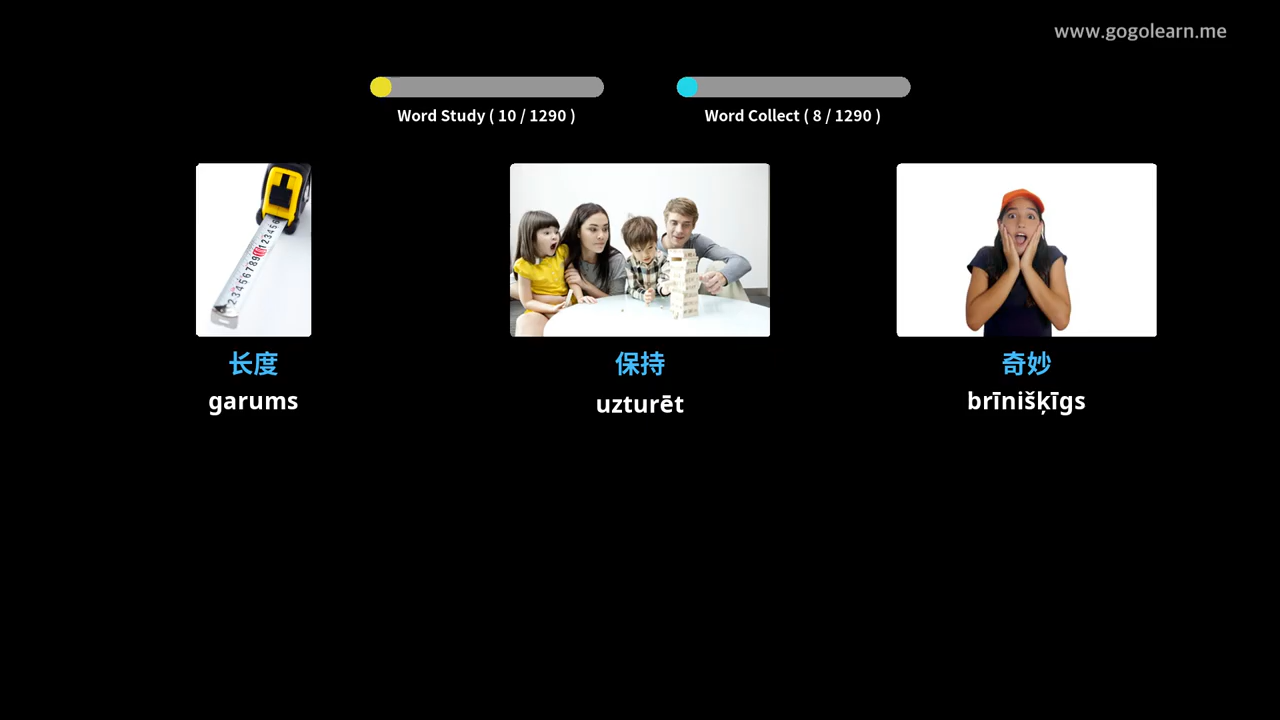 www.gogolearn.me
Word Study ( 10 / 1290 )
Word Collect ( 8 / 1290 )
长度
保持
奇妙
garums
uzturēt
brīnišķīgs